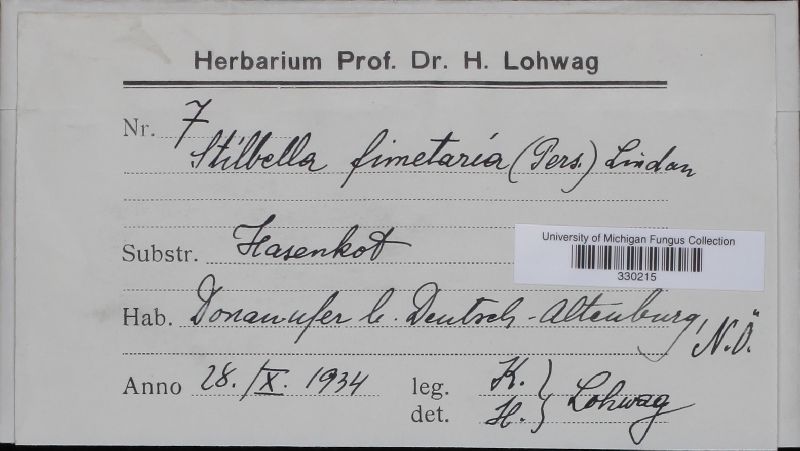 Herbarium Prof. Dr. H. Lohwag
Nr. 7
Stilbella fimetaria (Pers.) Lindau
Substr. Hasenkot
University of Michigan Fungus Collection
330215
Hab. Donauufer b. Deutsch-Altenburg, N.Ö.
Anno 28./X. 1934 leg. K. } Lohwag
det. H.